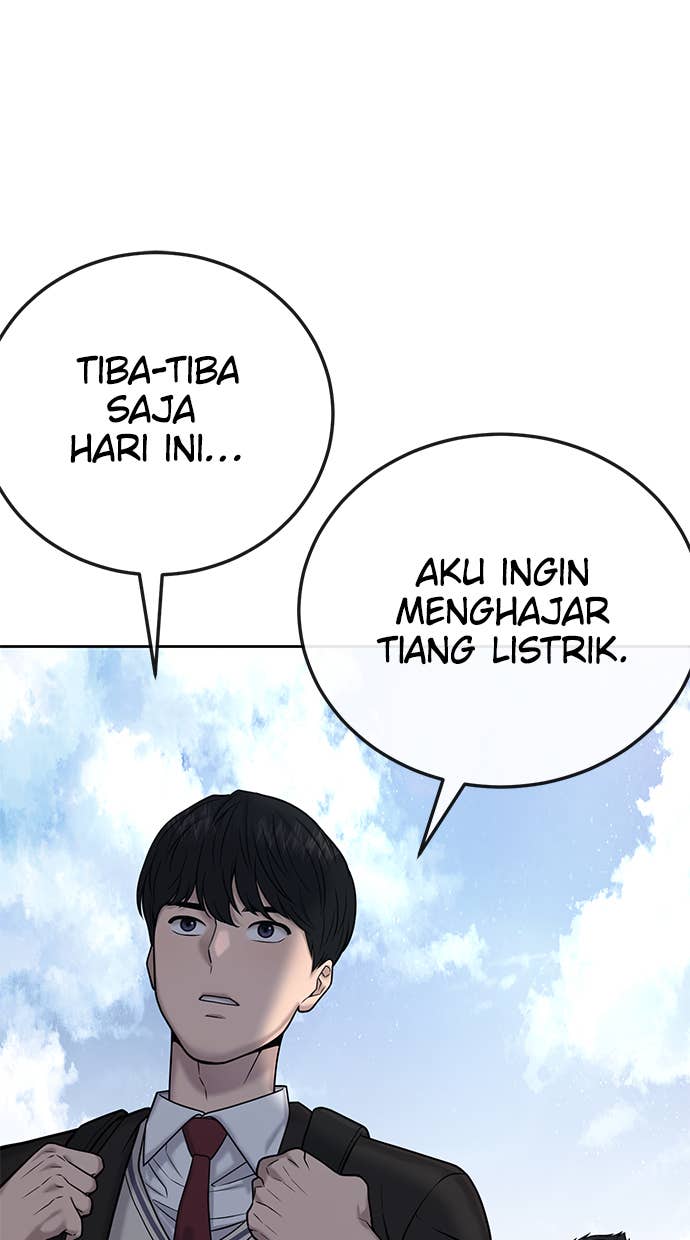 TIBA-TIBA
SAJA
HARI INI...
AKU INGIN
MENGHAJAR
TIANG LISTRIK.